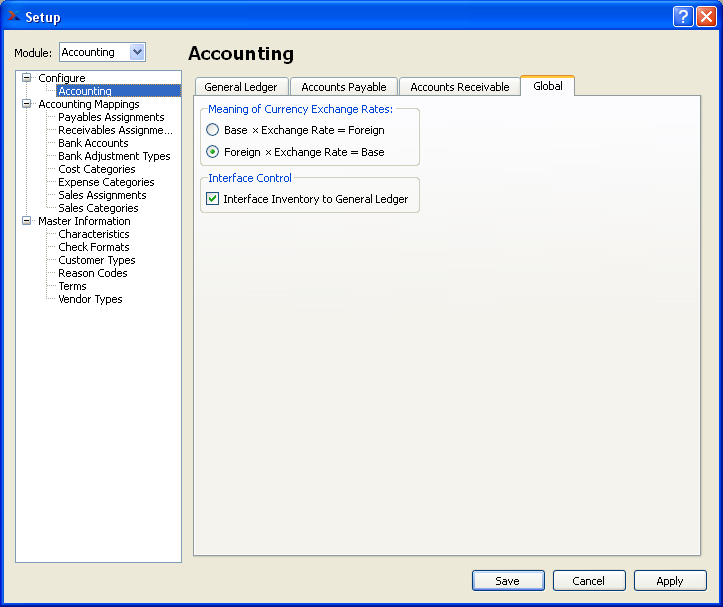 Setup
Module: Accounting
Accounting
Configure
Accounting
Accounting Mappings
Payables Assignments
Receivables Assignme...
Bank Accounts
Bank Adjustment Types
Cost Categories
Expense Categories
Sales Assignments
Sales Categories
Master Information
Characteristics
Check Formats
Customer Types
Reason Codes
Terms
Vendor Types
General Ledger Accounts Payable Accounts Receivable Global
Meaning of Currency Exchange Rates:
Base × Exchange Rate = Foreign
Foreign × Exchange Rate = Base
Interface Control
Interface Inventory to General Ledger
Save Cancel Apply